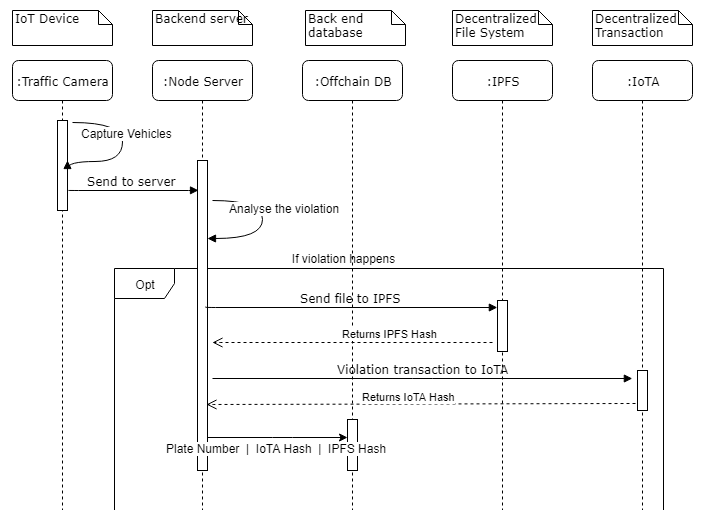 IoT Device
Backend server
Back end
database
Decentralized
File System
Decentralized
Transaction
:Traffic Camera
:Node Server
:Offchain DB
:IPFS
:IoTA
Capture Vehicles
Send to server
Analyse the violation
If violation happens
Opt
Send file to IPFS
Returns IPFS Hash
Violation transaction to IoTA
Returns IoTA Hash
Plate Number | IoTA Hash | IPFS Hash